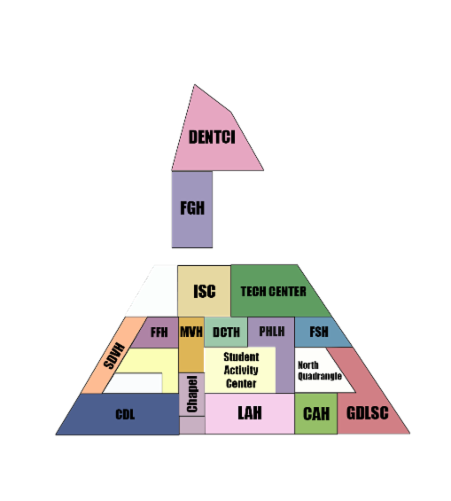 DENTCI
FGH
ISC
TECH CENTER
FFH
MVH
DCTH
PHLH
FSH
SDVH
Student
Activity
Center
North
Quadrangle
Chapel
CDL
LAH
CAH
GDLSC